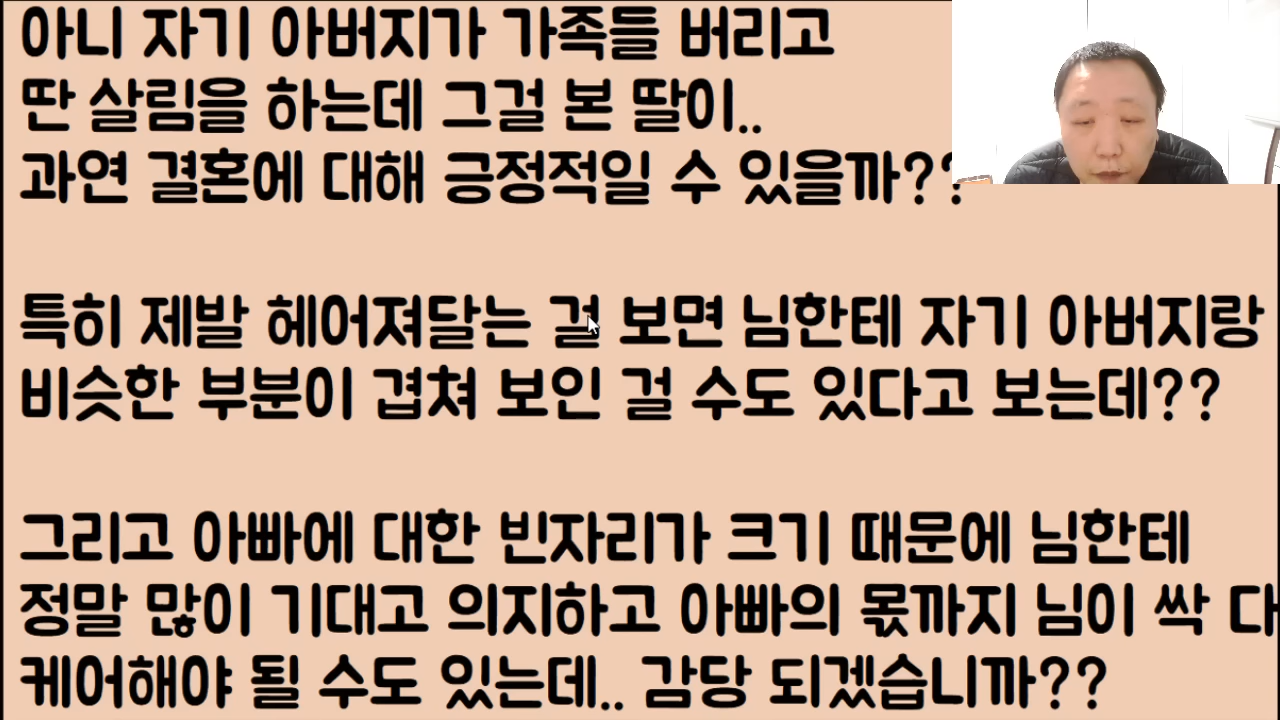 아니 자기 아버지가 가족들 버리고
딴 살림을 하는데 그걸 본 딸이..
과연 결혼에 대해 긍정적일 수 있을까??
특히 제발 헤어져달는 걸 보면 님한테 자기 아버지랑
비슷한 부분이 겹쳐 보인 걸 수도 있다고 보는데??
그리고 아빠에 대한 빈자리가 크기 때문에 님한테
정말 많이 기대고 의지하고 아빠의 몫까지 님이 싹 다
케어해야 될 수도 있는데.. 감당 되겠습니까??